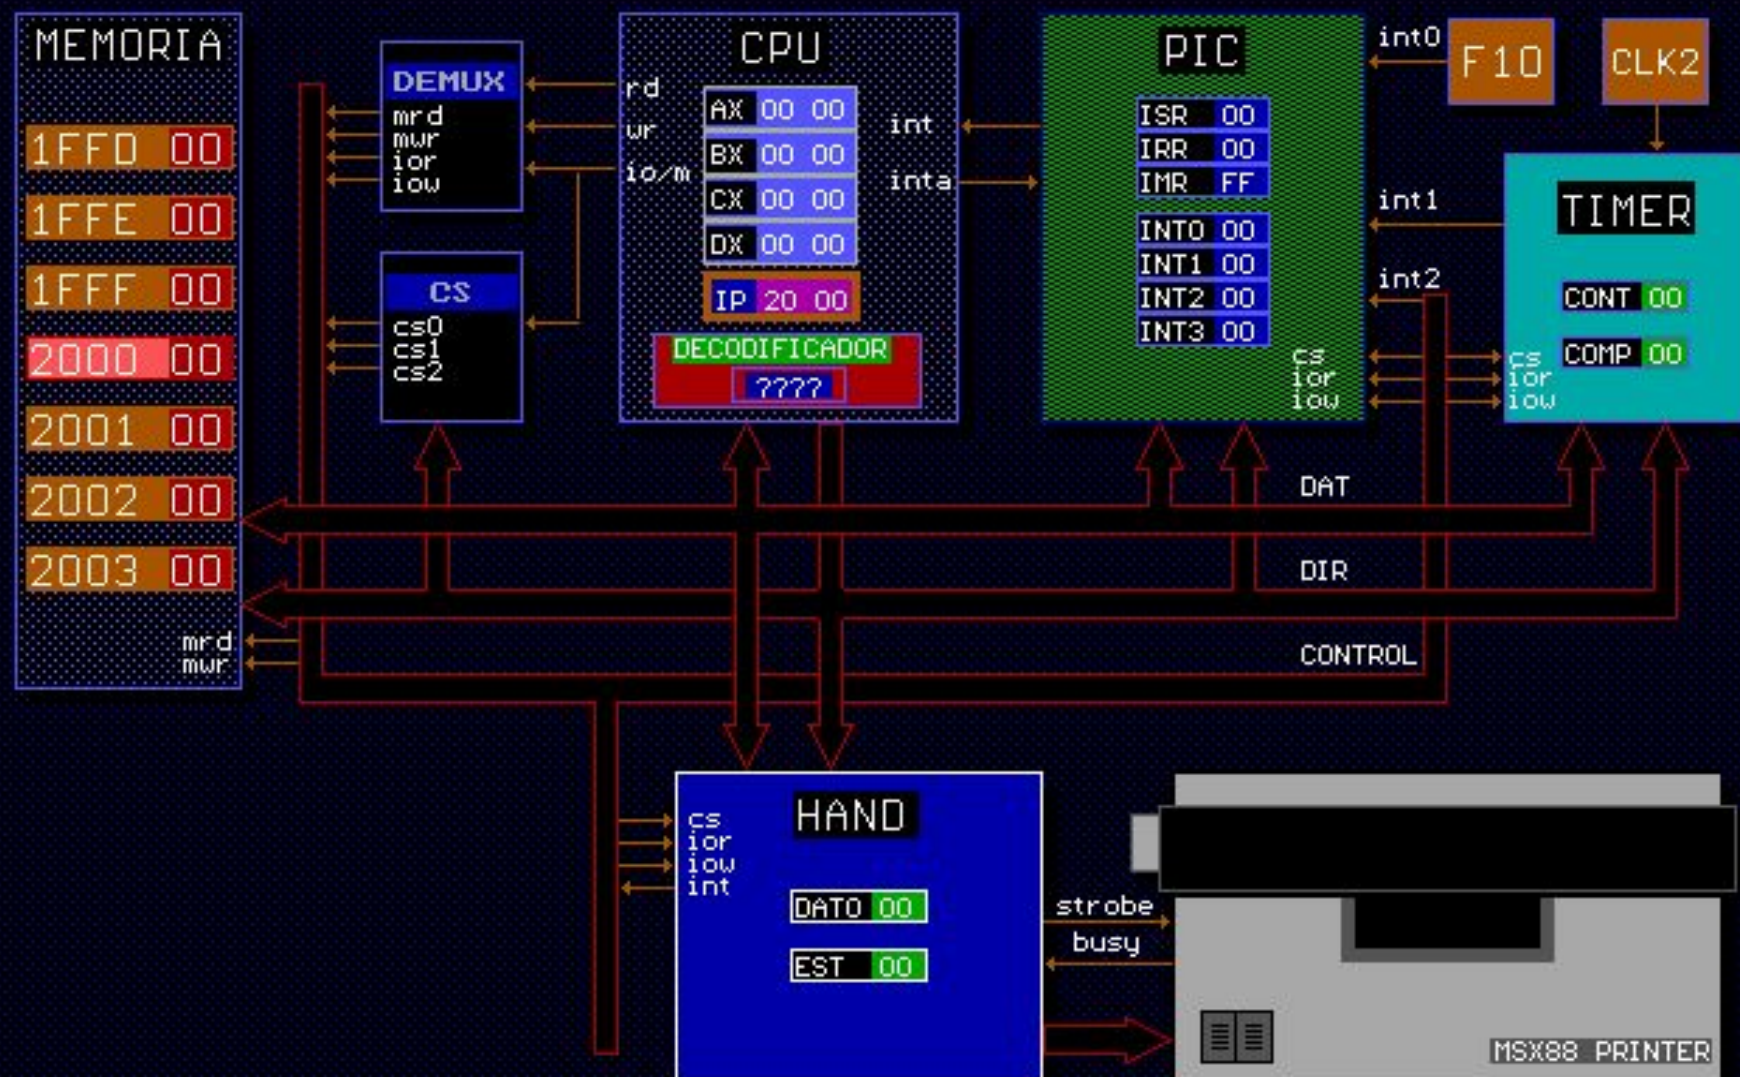 MEMORIA
1FFD 00
1FFE 00
1FFF 00
2000 00
2001 00
2002 00
2003 00
mrd
mwr
DEMUX
mrd
mwr
ior
iow
CS
cs0
cs1
cs2
CPU
rd
wr
io/m
AX 00 00
BX 00 00
CX 00 00
DX 00 00
IP 20 00
DECODIFICADOR
????
int
inta
PIC
ISR 00
IRR 00
IMR FF
INT0 00
INT1 00
INT2 00
INT3 00
cs
ior
iow
int0
int1
int2
F10
CLK2
TIMER
CONT 00
COMP 00
cs
ior
iow
DAT
DIR
CONTROL
HAND
cs
ior
iow
int
DATO 00
EST 00
strobe
busy
MSX88 PRINTER